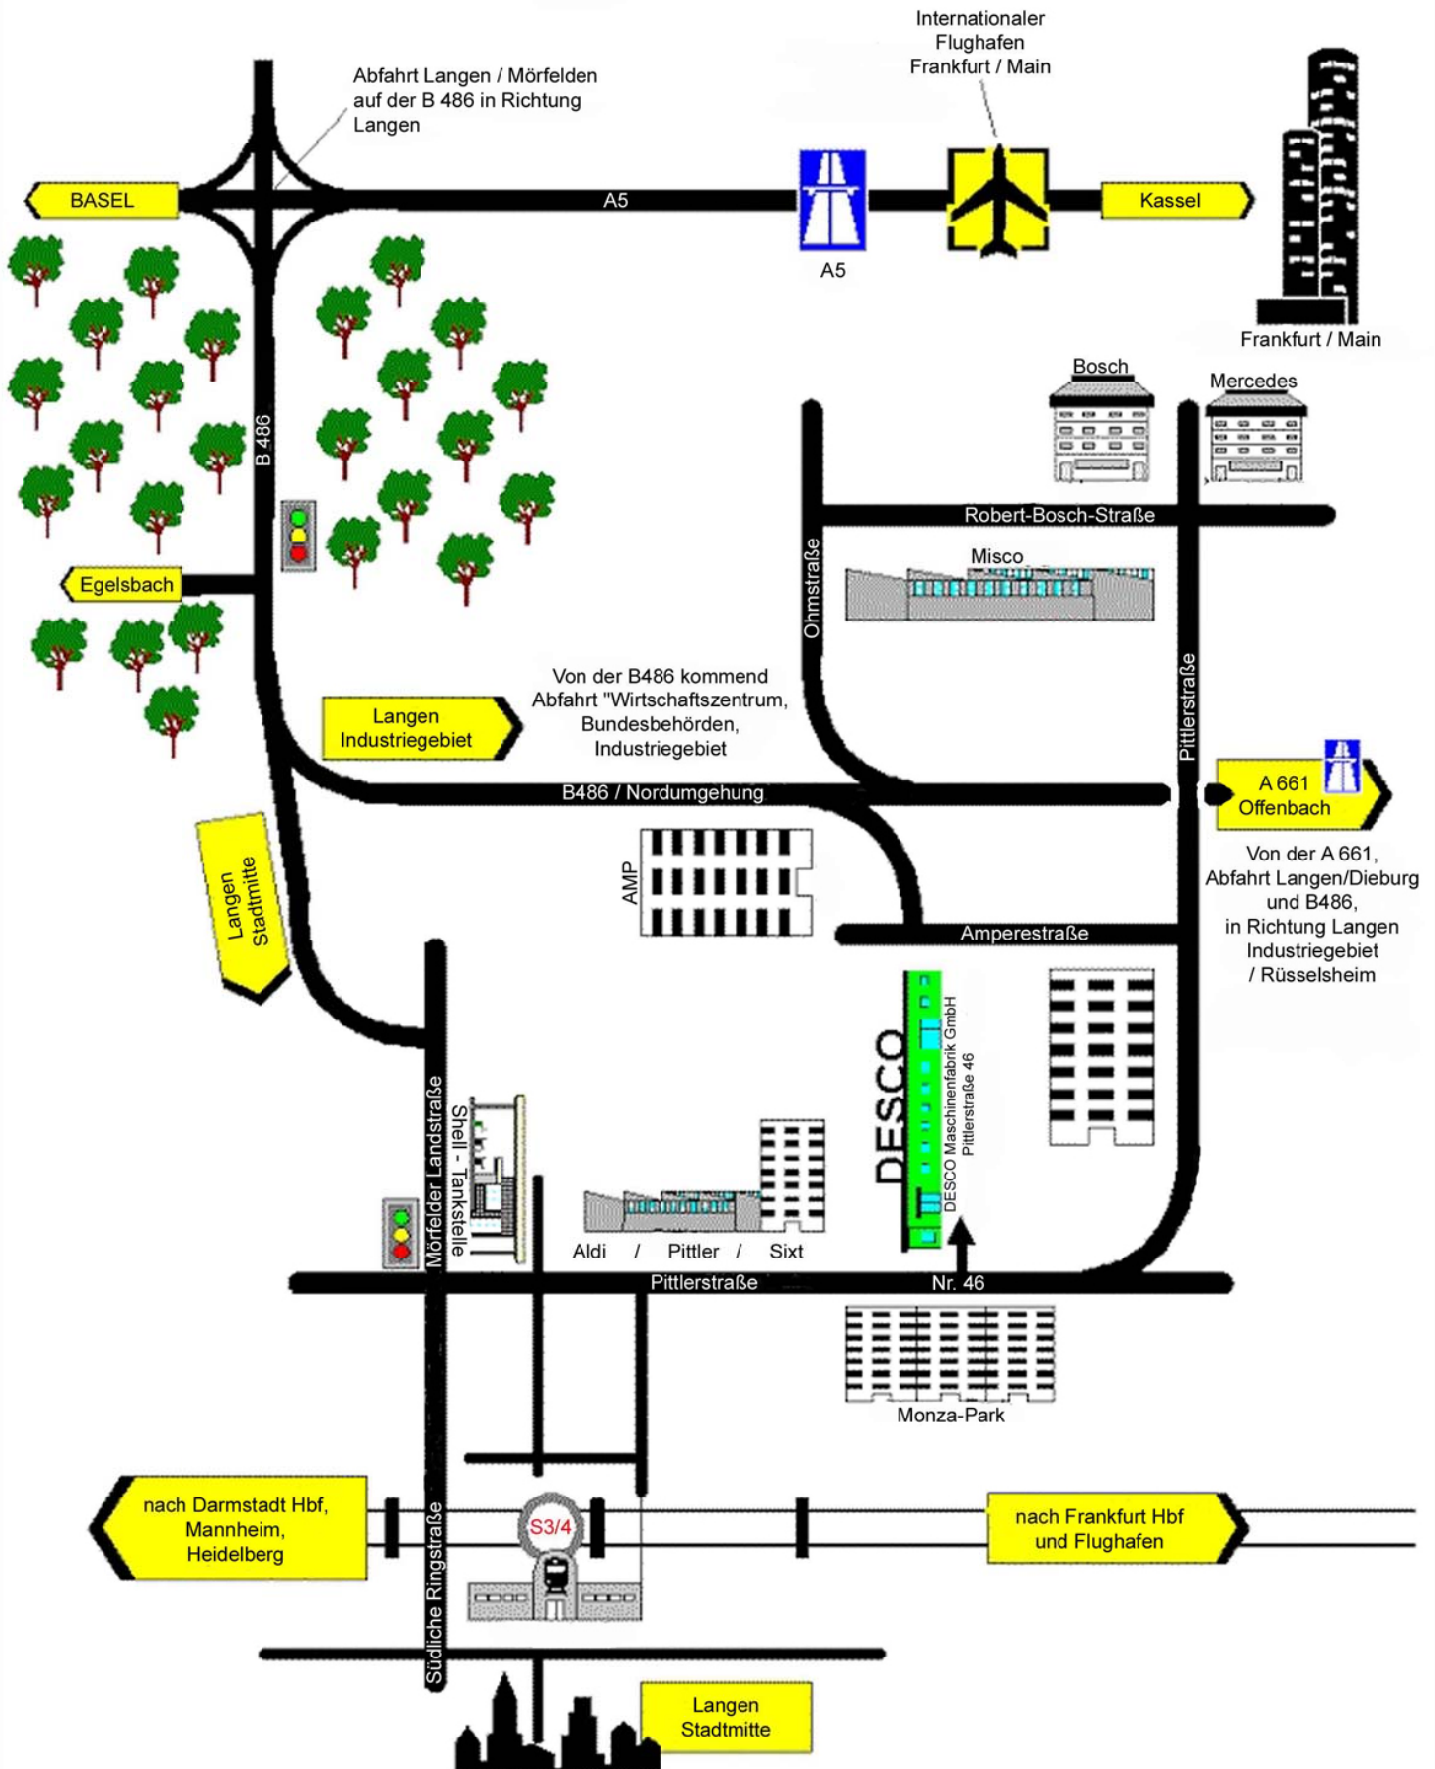 Internationaler
Flughafen
Frankfurt / Main
Abfahrt Langen / Mörfelden
auf der B 486 in Richtung
Langen
BASEL
A5
Kassel
A5
Frankfurt / Main
Bosch
Mercedes
B 486
Robert-Bosch-Straße
Ohmstraße
Misco
Egelsbach
Pittlerstraße
Von der B486 kommend
Abfahrt "Wirtschaftszentrum,
Bundesbehörden,
Industriegebiet
Langen
Industriegebiet
B486 / Nordumgehung
A 661
Offenbach
Von der A 661,
Abfahrt Langen/Dieburg
und B486,
in Richtung Langen
Industriegebiet
/ Rüsselsheim
Langen
Stadtmitte
AMP
Amperestraße
DESCO
DESCO Maschinenfabrik GmbH
Pittlerstraße 46
Mörfelder Landstraße
Shell - Tankstelle
Aldi / Pittler / Sixt
Pittlerstraße
Nr. 46
Monza-Park
nach Darmstadt Hbf,
Mannheim,
Heidelberg
Südliche Ringstraße
S3/4
nach Frankfurt Hbf
und Flughafen
Langen
Stadtmitte